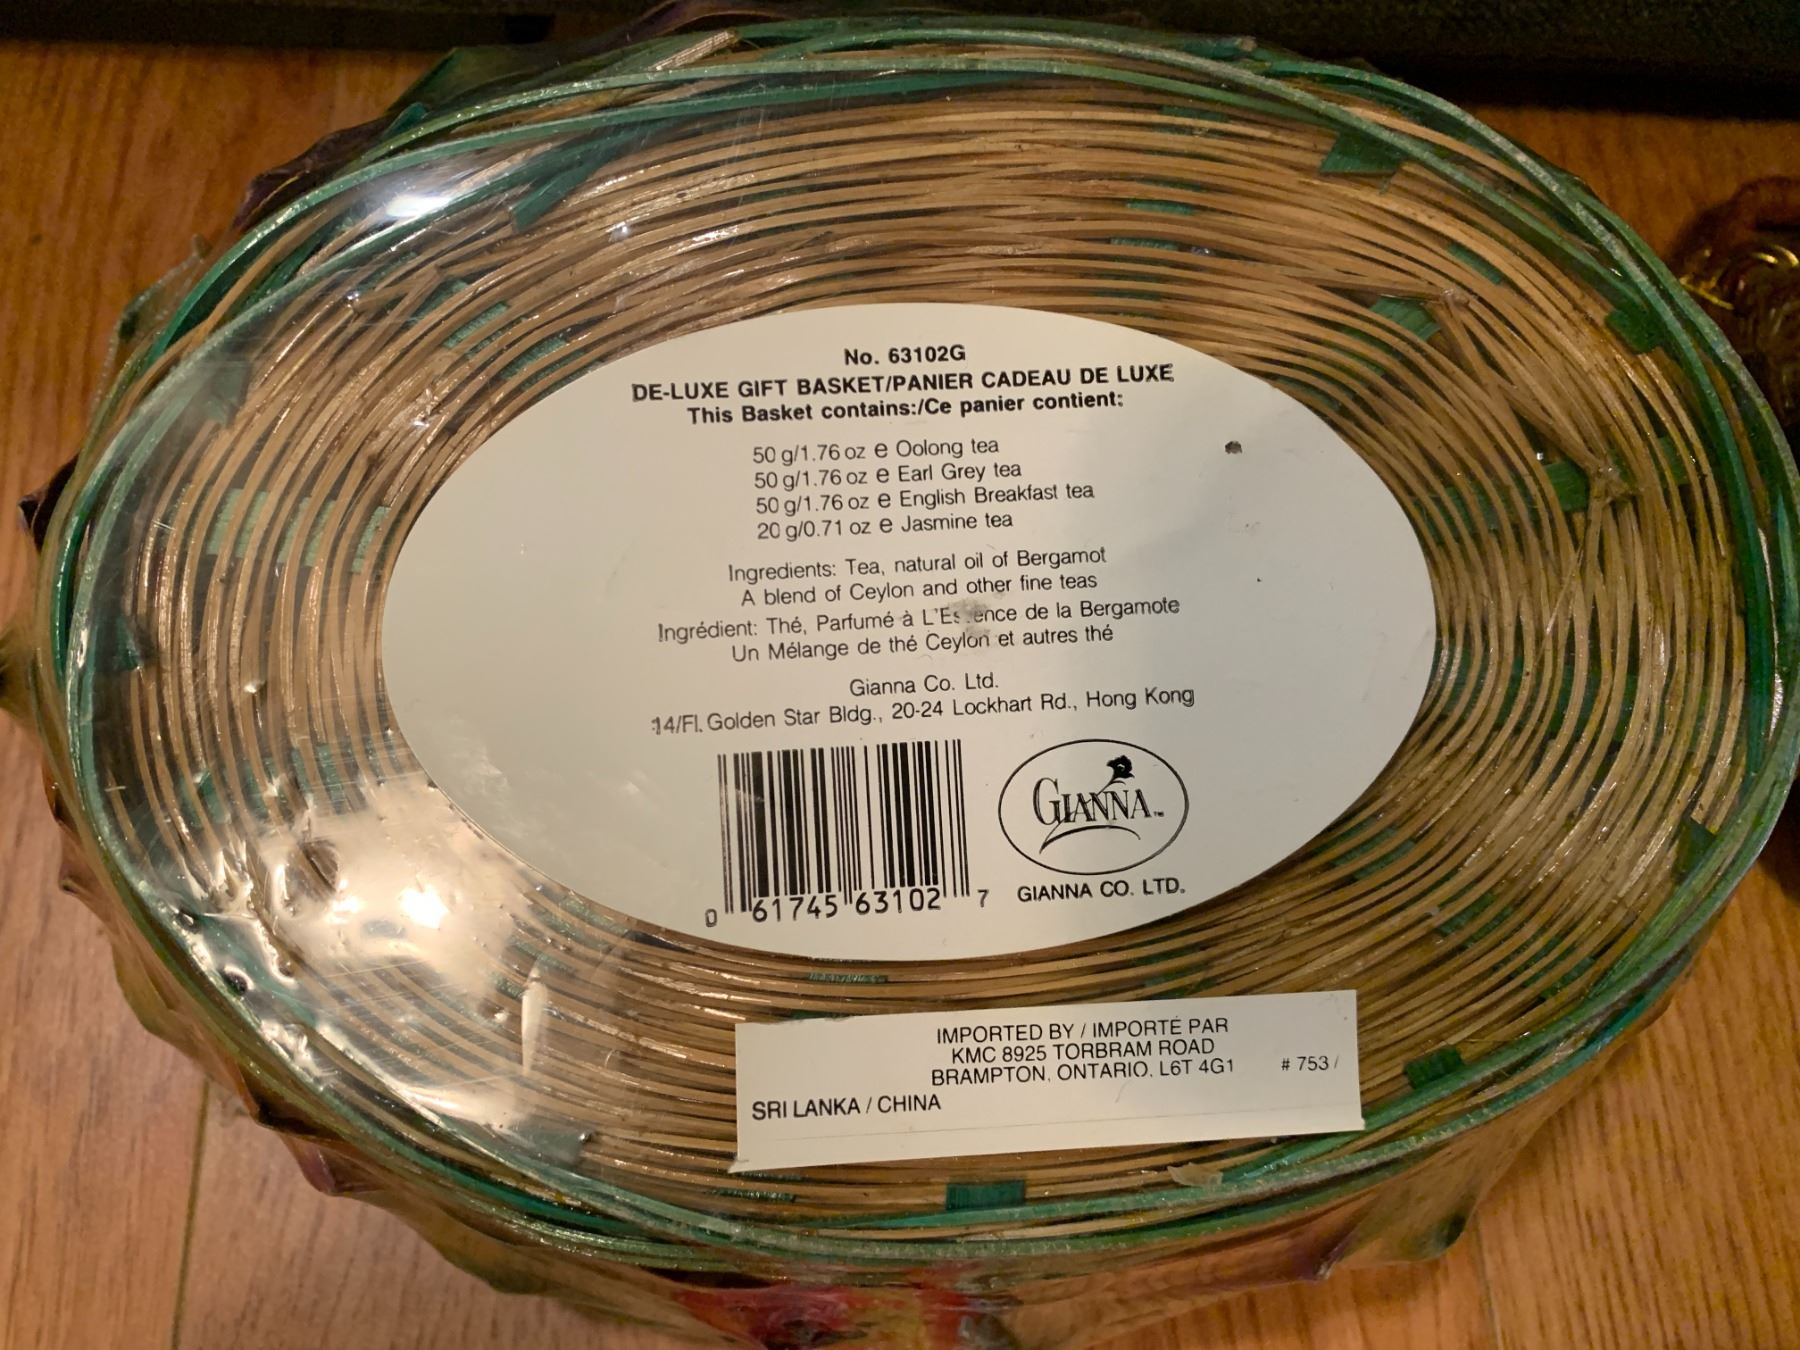 No. 63102G
DE-LUXE GIFT BASKET/PANIER CADEAU DE LUXE
This Basket contains:/Ce panier contient:
50 g/1.76 oz e Oolong tea
50 g/1.76 oz e Earl Grey tea
50 g/1.76 oz e English Breakfast tea
20 g/0.71 oz e Jasmine tea
Ingredients: Tea, natural oil of Bergamot
A blend of Ceylon and other fine teas
Ingrédient: Thé, Parfumé à L'Essence de la Bergamote
Un Mélange de thé Ceylon et autres thé
Gianna Co. Ltd.
14/Fl. Golden Star Bldg., 20-24 Lockhart Rd., Hong Kong
GIANNA™
0 61745 63102 7
GIANNA CO. LTD.
IMPORTED BY / IMPORTÉ PAR
KMC 8925 TORBRAM ROAD
BRAMPTON, ONTARIO, L6T 4G1 # 753 /
SRI LANKA / CHINA